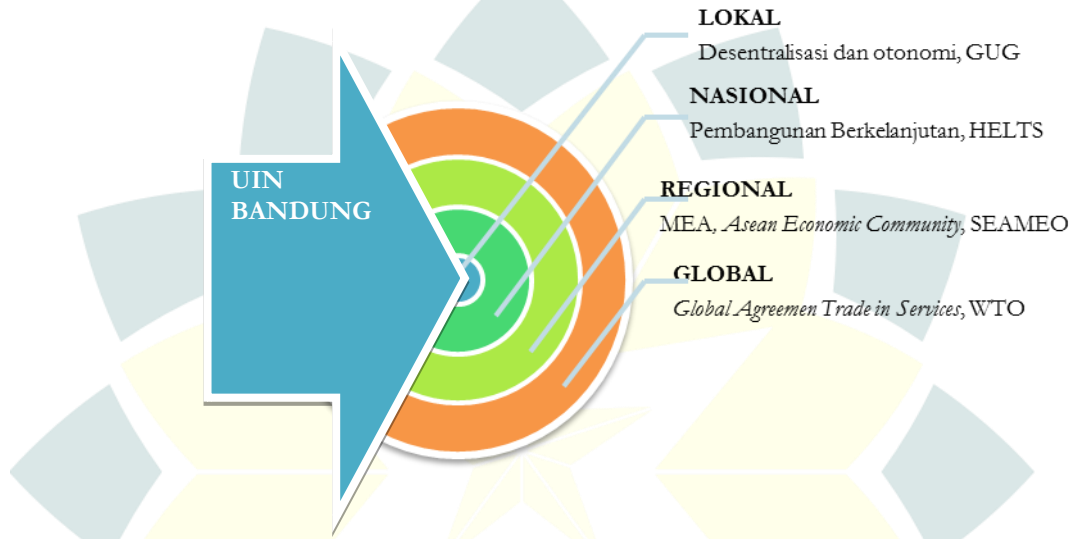 UIN
BANDUNG
LOKAL
Desentralisasi dan otonomi, GUG
NASIONAL
Pembangunan Berkelanjutan, HELTS
REGIONAL
MEA, Asean Economic Community, SEAMEO
GLOBAL
Global Agreemen Trade in Services, WTO